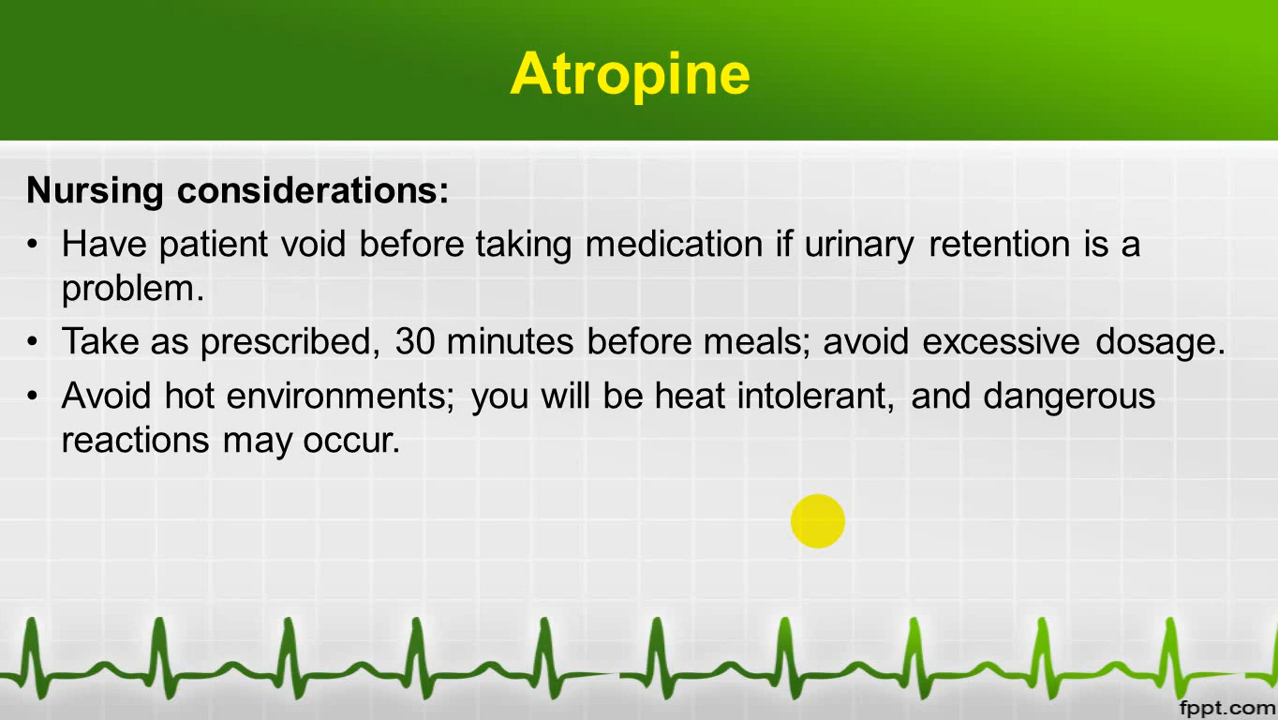 Atropine
Nursing considerations:
• Have patient void before taking medication if urinary retention is a
problem.
• Take as prescribed, 30 minutes before meals; avoid excessive dosage.
• Avoid hot environments; you will be heat intolerant, and dangerous
reactions may occur.
fppt.com